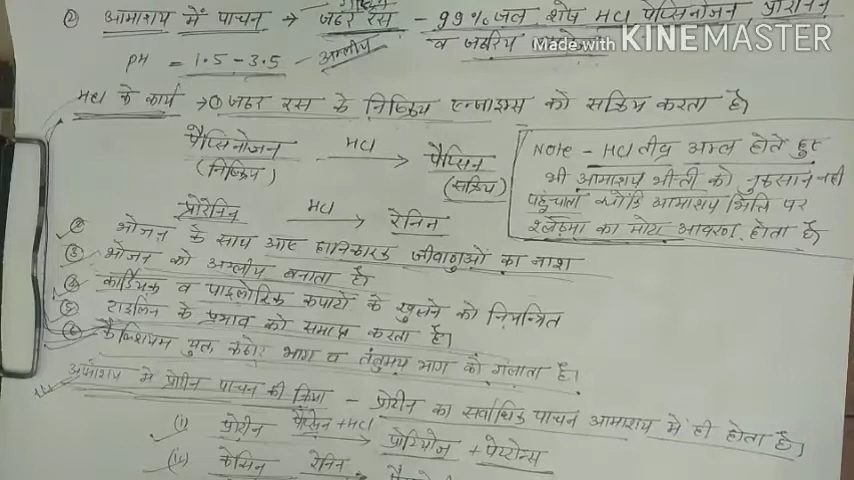 ② आमाशय में पाचन → जठर रस - 99% जल, शेष HCl पेप्सिनोजन, प्रोरेनिन
व जठरिय
Made with KINEMASTER
PH = 1.5 - 3.5 - अम्लीय
HCl के कार्य → ① जठर रस के निष्क्रिय एन्जाइम्स को सक्रिय करता है।
पेप्सिनोजन HCl → पेप्सिन
(निष्क्रिय) (सक्रिय)
प्रोरेनिन HCl → रेनिन
Note - HCl तीव्र अम्ल होते हुए
भी आमाशय भीती को नुकसान नही
पहुंचाता क्योंकि आमाशय भित्ति पर
श्लेष्मा का मोटा आवरण होता है।
② भोजन के साथ आए हानिकारक जीवाणुओं का नाश
③ भोजन को अम्लीय बनाता है।
④ कार्डियक व पाइलोरिक कपाटो के खुलने को नियन्त्रित
⑤ टाइलिन के प्रभाव को समाप्त करता है।
⑥ कैल्शियम युक्त कठोर भाग व तंतुमय भाग को गलाता है।
आमाशय में प्रोटीन पाचन की क्रिया - प्रोटीन का सर्वाधिक पाचन आमाशय में ही होता है।
(i) प्रोटीन पेप्सिन + HCl → प्रोटियोज + पेप्टोन्स
(ii) केसिन रेनिन